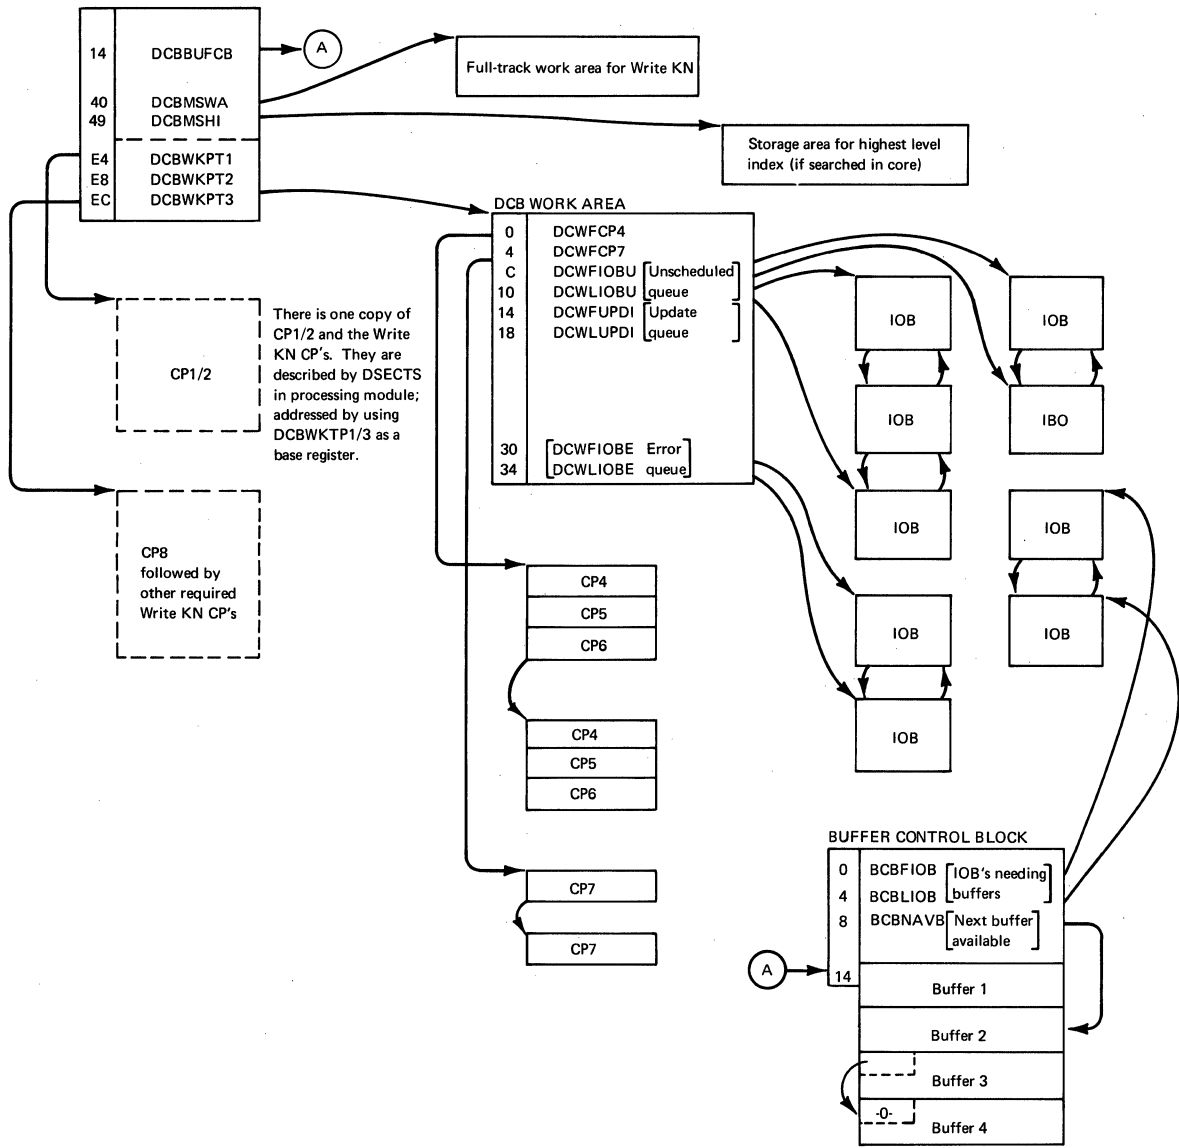 14 DCBBUFCB
A
40 DCBMSWA
49 DCBMSHI
E4 DCBWKPT1
E8 DCBWKPT2
EC DCBWKPT3
Full-track work area for Write KN
Storage area for highest level
index (if searched in core)
CP1/2
There is one copy of
CP1/2 and the Write
KN CP's. They are
described by DSECTS
in processing module;
addressed by using
DCBWKTP1/3 as a
base register.
CP8
followed by
other required
Write KN CP's
DCB WORK AREA
0 DCWFCP4
4 DCWFCP7
C DCWFIOBU Unscheduled
10 DCWLIOBU queue
14 DCWFUPDI Update
18 DCWLUPDI queue
30 DCWFIOBE Error
34 DCWLIOBE queue
IOB
IOB
IOB
IOB
IBO
IOB
IOB
IOB
IOB
CP4
CP5
CP6
CP4
CP5
CP6
CP7
CP7
BUFFER CONTROL BLOCK
0 BCBFIOB IOB's needing
4 BCBLIOB buffers
8 BCBNAVB Next buffer
available
A
14
Buffer 1
Buffer 2
Buffer 3
-0-
Buffer 4